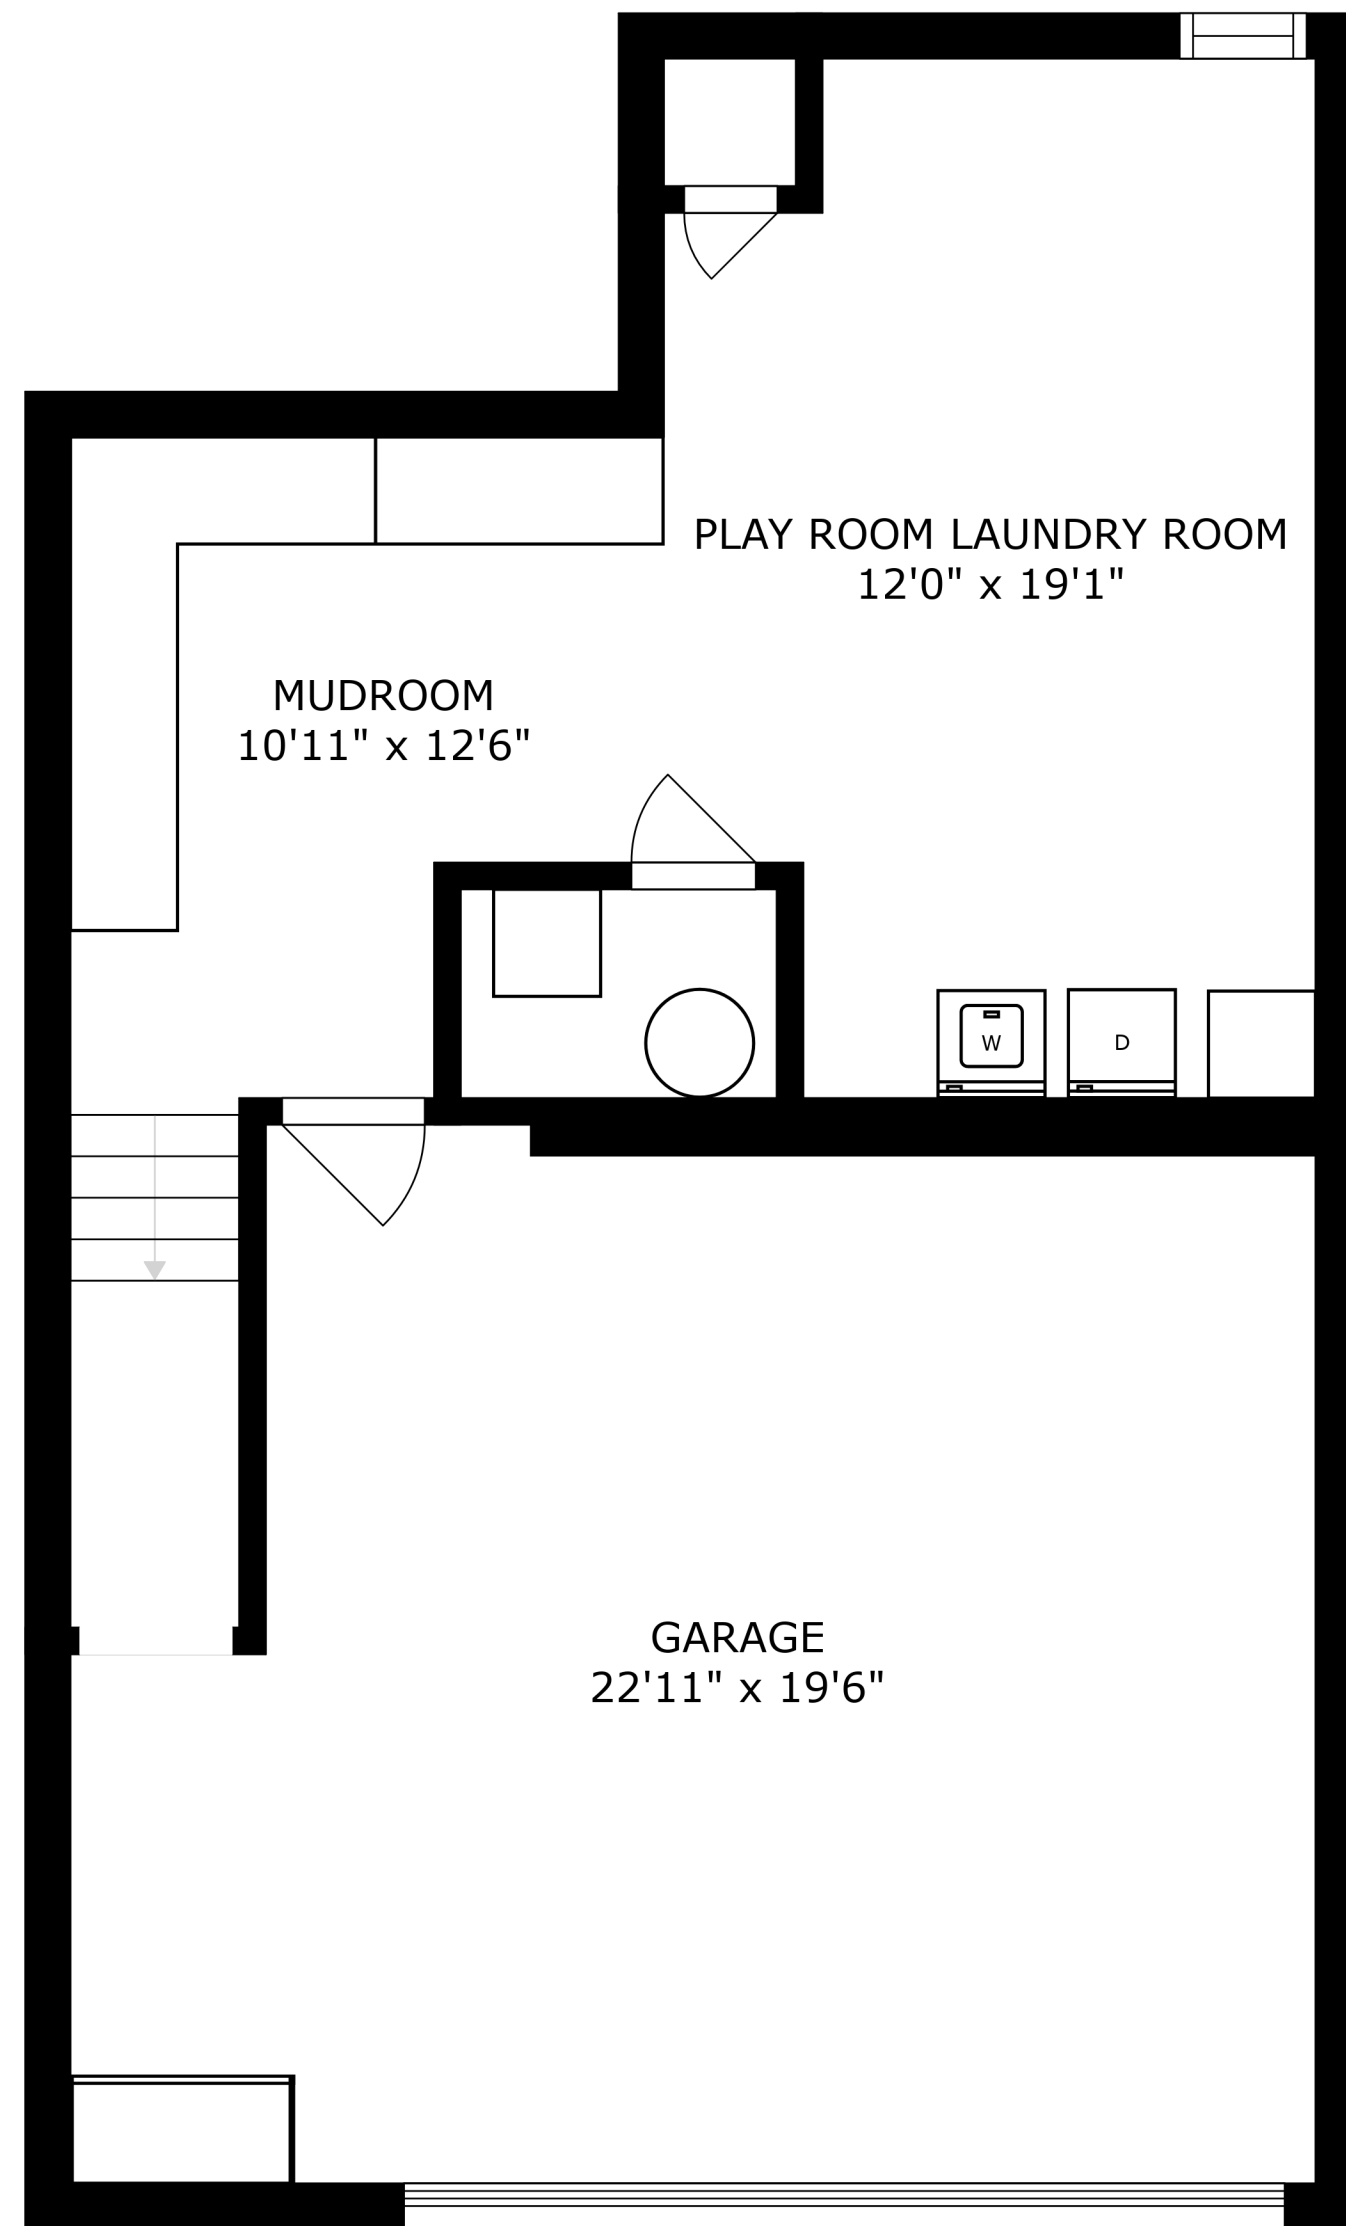 PLAY ROOM LAUNDRY ROOM
12'0" x 19'1"
MUDROOM
10'11" x 12'6"
W
D
GARAGE
22'11" x 19'6"